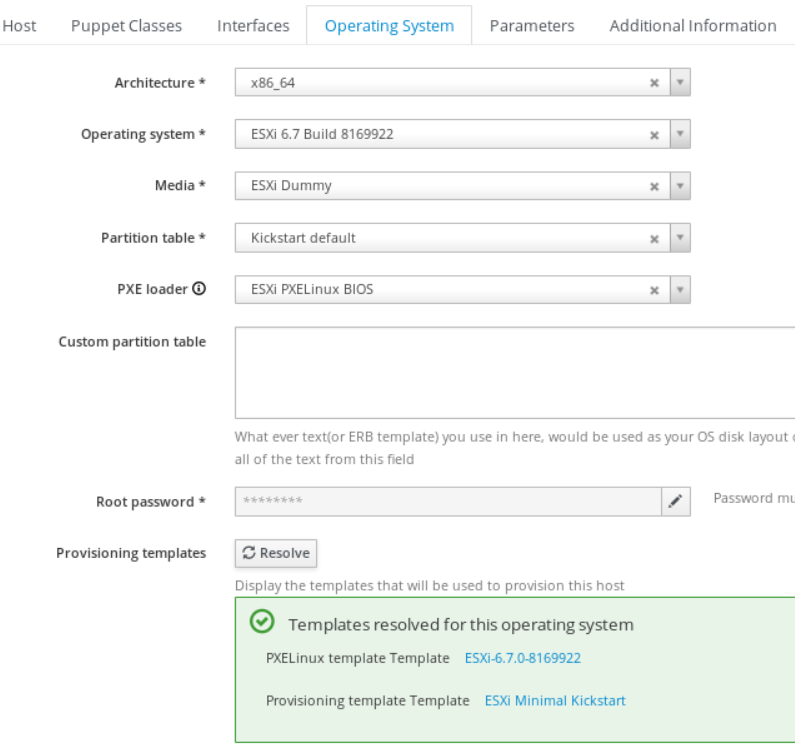 Host Puppet Classes Interfaces Operating System Parameters Additional Information
Architecture * x86_64
Operating system * ESXi 6.7 Build 8169922
Media * ESXi Dummy
Partition table * Kickstart default
PXE loader ESXi PXELinux BIOS
Custom partition table
What ever text(or ERB template) you use in here, would be used as your OS disk layout
all of the text from this field
Root password * ******** Password
Provisioning templates Resolve
Display the templates that will be used to provision this host
Templates resolved for this operating system
PXELinux template Template ESXi-6.7.0-8169922
Provisioning template Template ESXi Minimal Kickstart